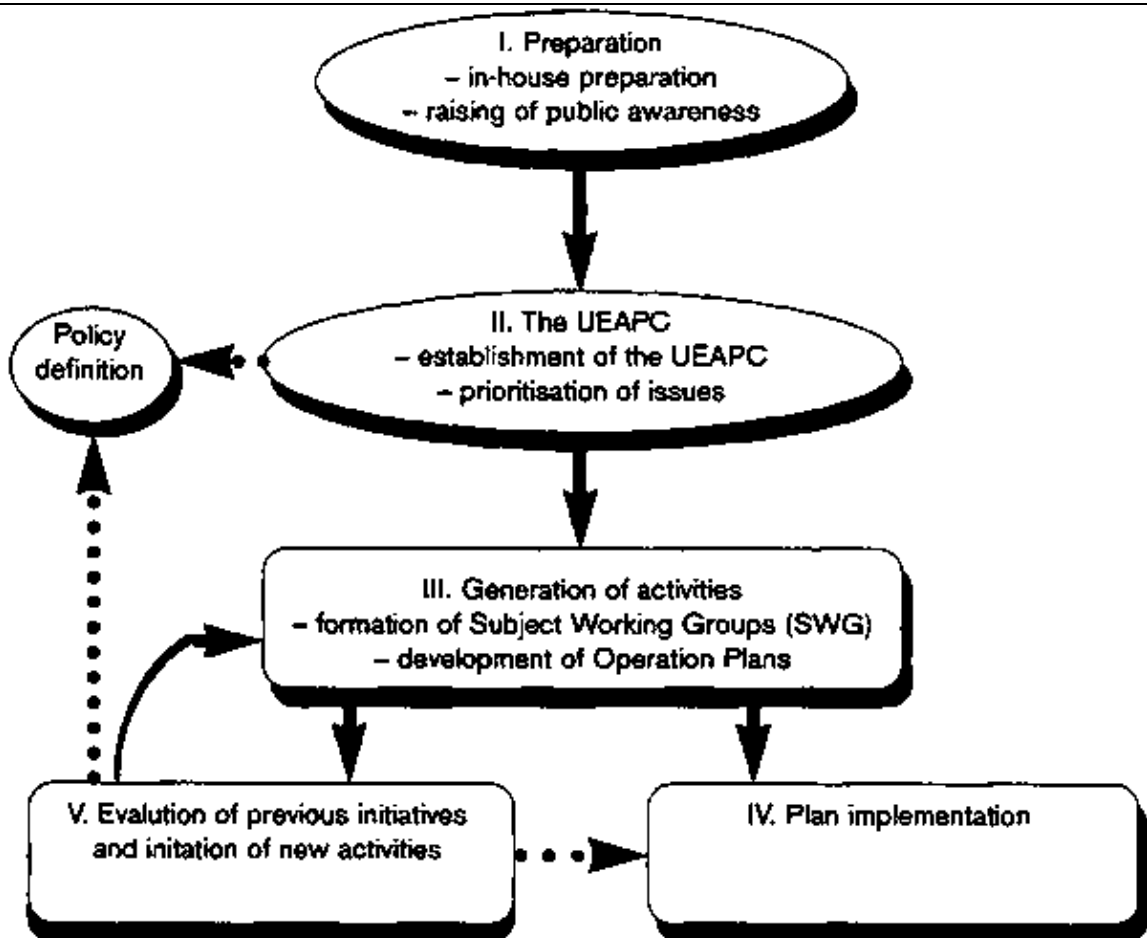 I. Preparation
– in-house preparation
– raising of public awareness
II. The UEAPC
– establishment of the UEAPC
– prioritisation of issues
Policy
definition
III. Generation of activities
– formation of Subject Working Groups (SWG)
– development of Operation Plans
V. Evalution of previous initiatives
and initation of new activities
IV. Plan implementation